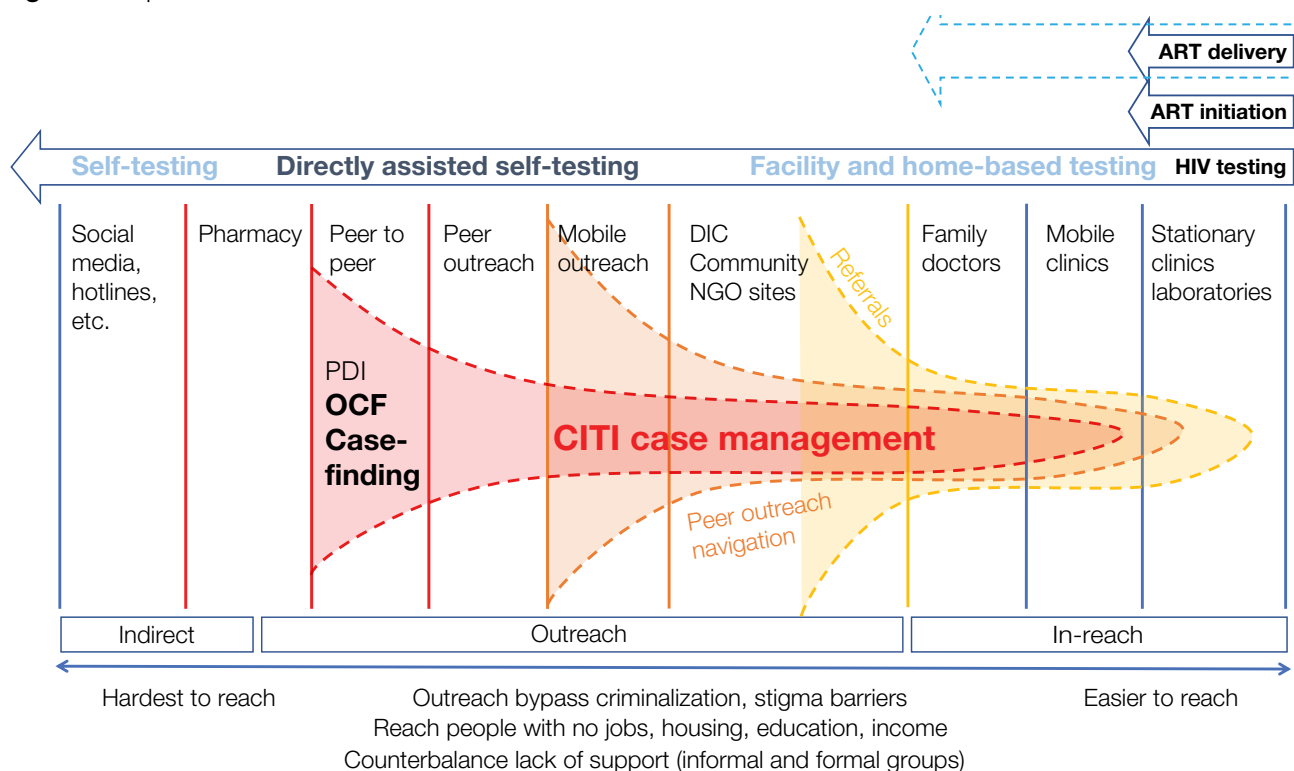 ART delivery
ART initiation
Self-testing
Directly assisted self-testing
Facility and home-based testing
HIV testing
Social
media,
hotlines,
etc.
Pharmacy
Peer to
peer
Peer
outreach
Mobile
outreach
DIC
Community
NGO sites
Referrals
Family
doctors
Mobile
clinics
Stationary
clinics
laboratories
PDI
OCF
Case-
finding
CITI case management
Peer outreach
navigation
Indirect
Outreach
In-reach
Hardest to reach
Outreach bypass criminalization, stigma barriers
Easier to reach
Reach people with no jobs, housing, education, income
Counterbalance lack of support (informal and formal groups)